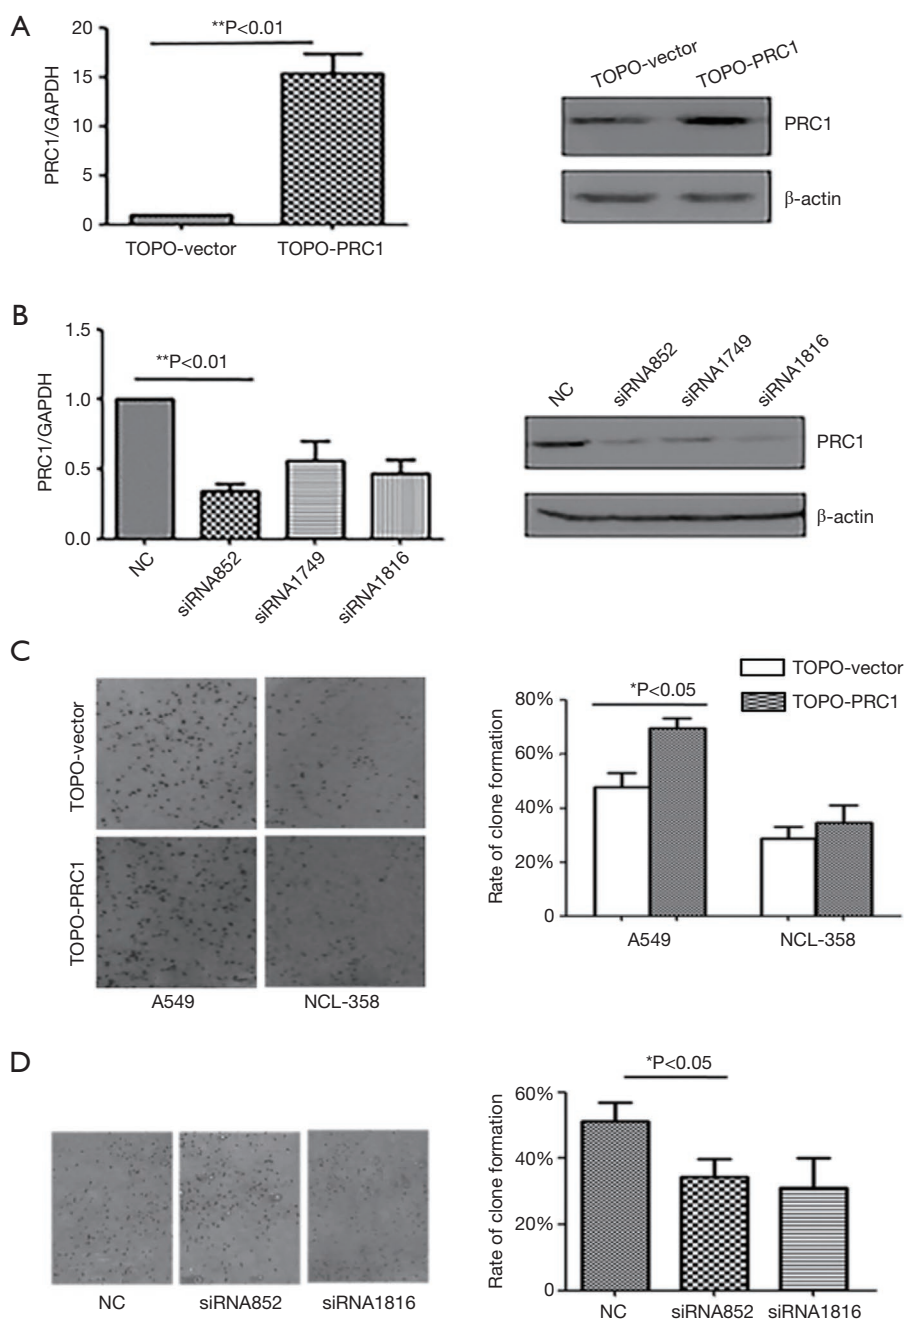 A
20
15
10
5
0
PRC1/GAPDH
**P<0.01
TOPO-vector
TOPO-PRC1
TOPO-vector
TOPO-PRC1
PRC1
β-actin
B
1.5
1.0
0.5
0.0
PRC1/GAPDH
**P<0.01
NC
siRNA852
siRNA1749
siRNA1816
NC
siRNA852
siRNA1749
siRNA1816
PRC1
β-actin
C
TOPO-vector
TOPO-PRC1
A549
NCL-358
TOPO-vector
TOPO-PRC1
80%
60%
40%
20%
0
Rate of clone formation
*P<0.05
A549
NCL-358
D
NC
siRNA852
siRNA1816
*P<0.05
60%
40%
20%
0
Rate of clone formation
NC
siRNA852
siRNA1816